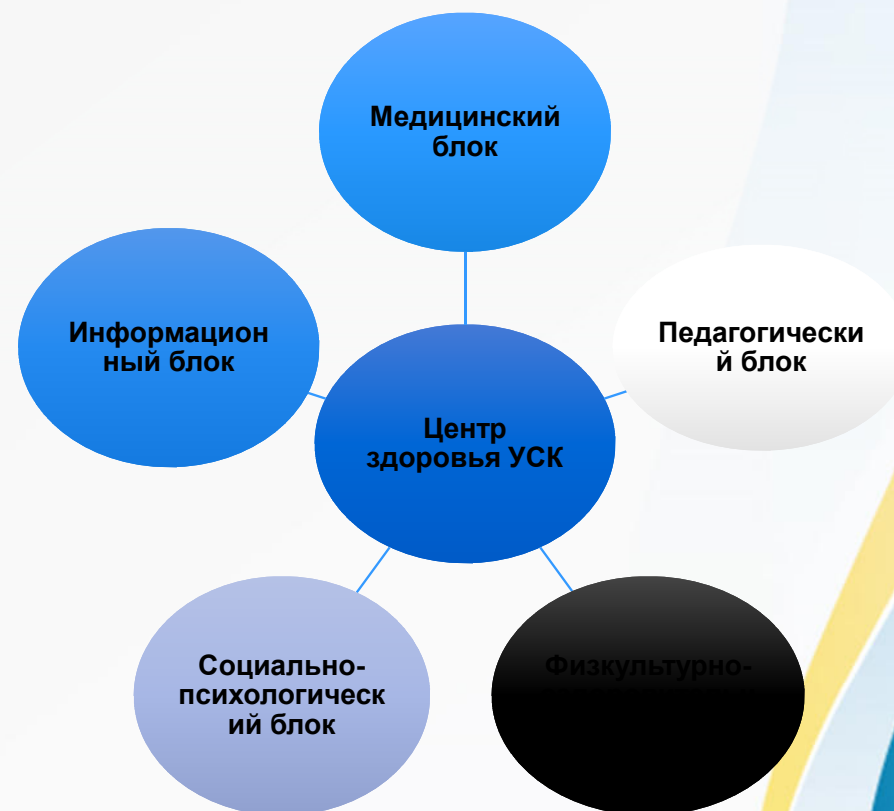 Медицинский
блок
Информацион
ный блок
Педагогически
й блок
Центр
здоровья УСК
Социально-
психологическ
ий блок
Физкультурно-